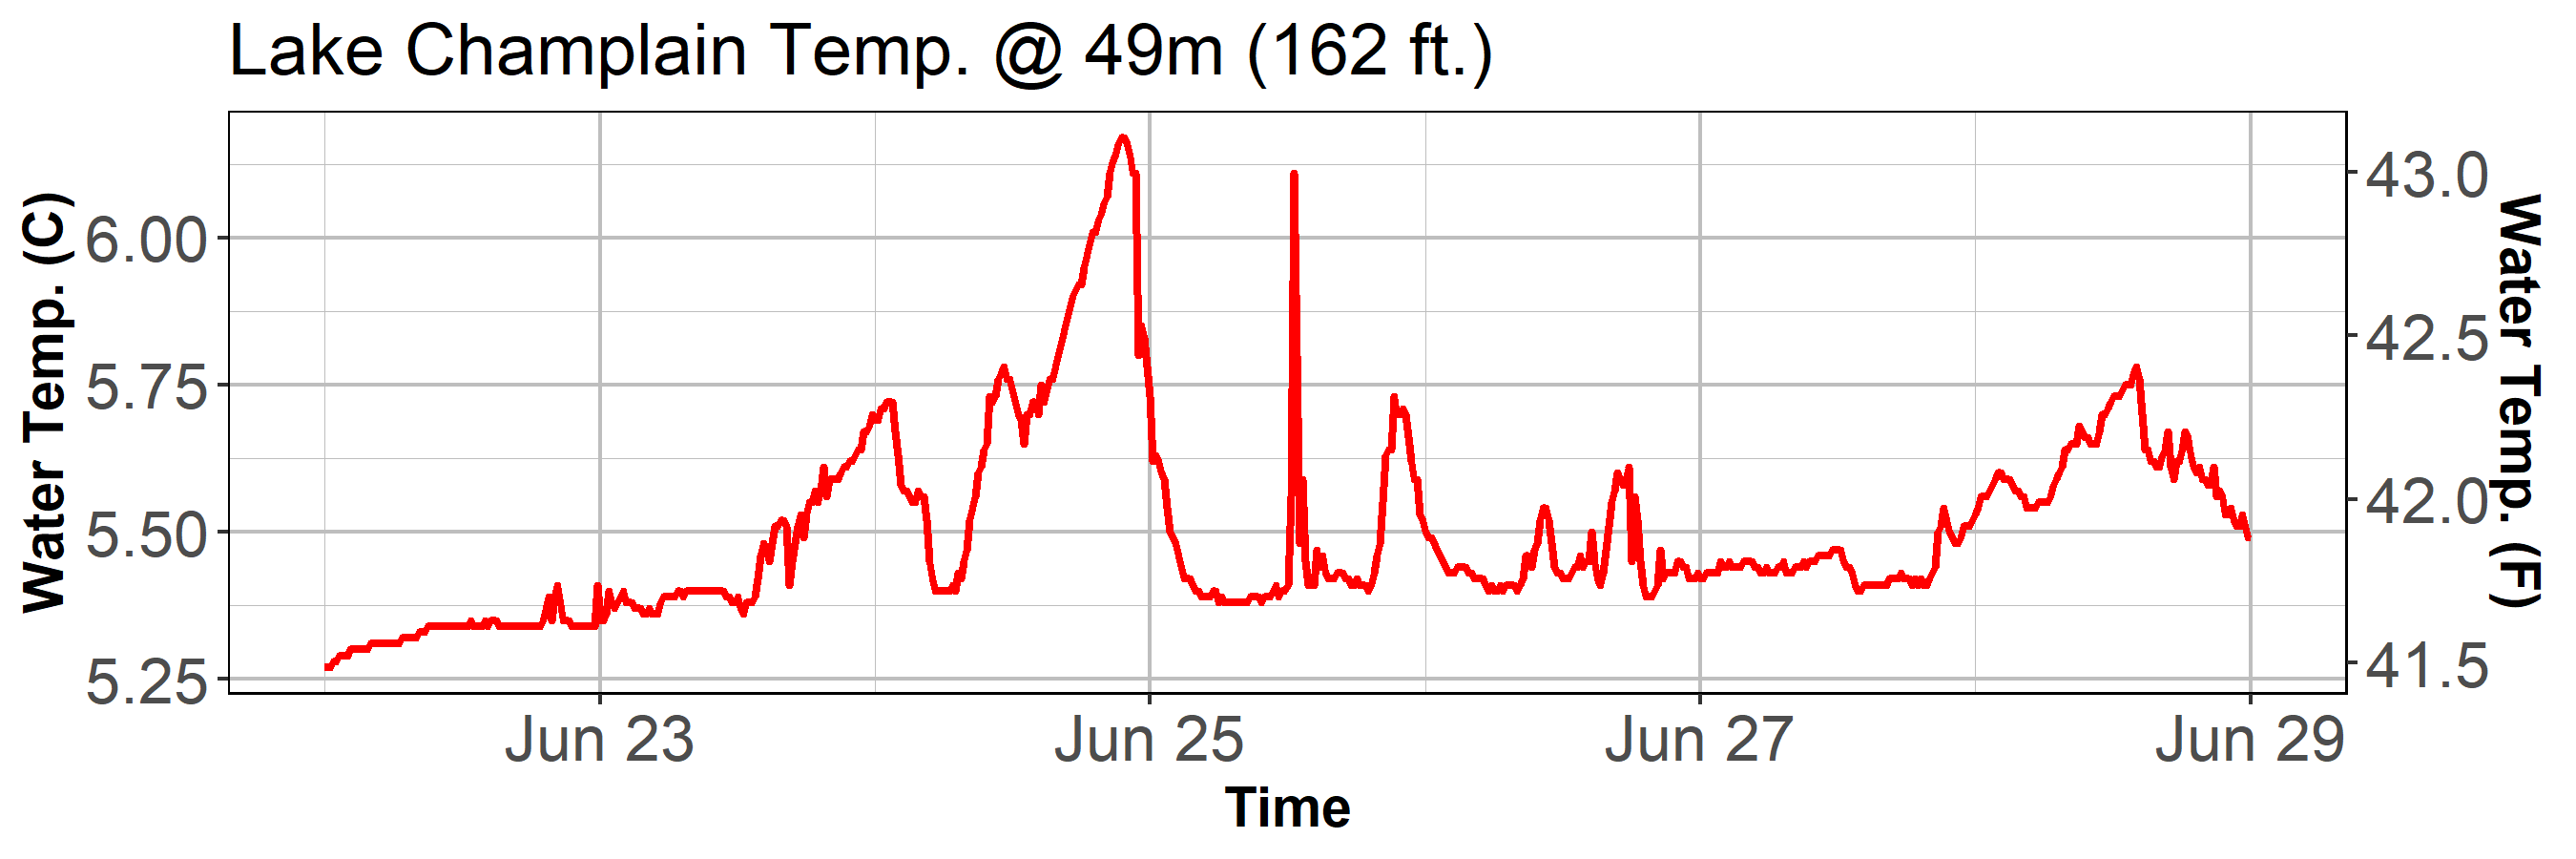 Lake Champlain Temp. @ 49m (162 ft.)
Water Temp. (C)
6.00
5.75
5.50
5.25
43.0
42.5
42.0
41.5
Water Temp. (F)
Jun 23
Jun 25
Jun 27
Jun 29
Time